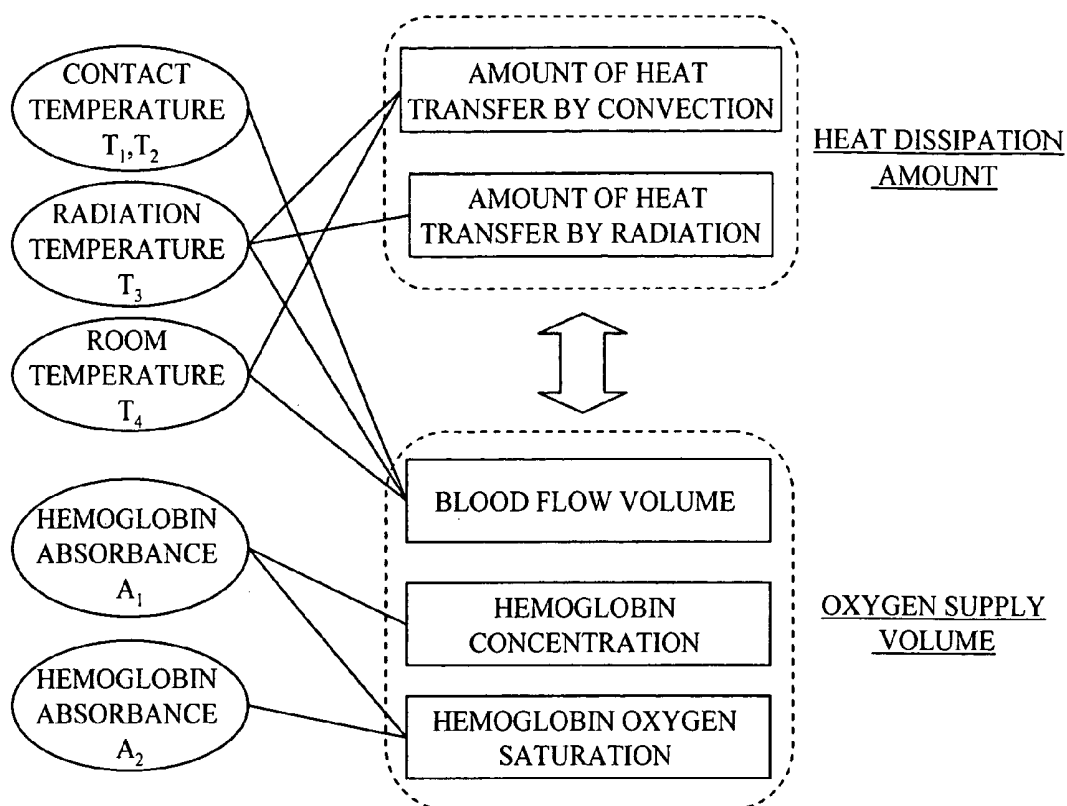 CONTACT
TEMPERATURE
T1,T2
RADIATION
TEMPERATURE
T3
ROOM
TEMPERATURE
T4
HEMOGLOBIN
ABSORBANCE
A1
HEMOGLOBIN
ABSORBANCE
A2
AMOUNT OF HEAT
TRANSFER BY CONVECTION
AMOUNT OF HEAT
TRANSFER BY RADIATION
HEAT DISSIPATION
AMOUNT
BLOOD FLOW VOLUME
HEMOGLOBIN
CONCENTRATION
HEMOGLOBIN OXYGEN
SATURATION
OXYGEN SUPPLY
VOLUME